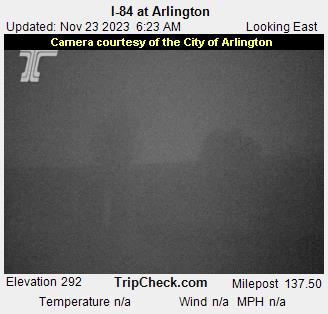 I-84 at Arlington
Updated: Nov 23 2023 6:23 AM Looking East
Camera courtesy of the City of Arlington
Elevation 292 TripCheck.com Milepost 137.50
Temperature n/a Wind n/a MPH n/a